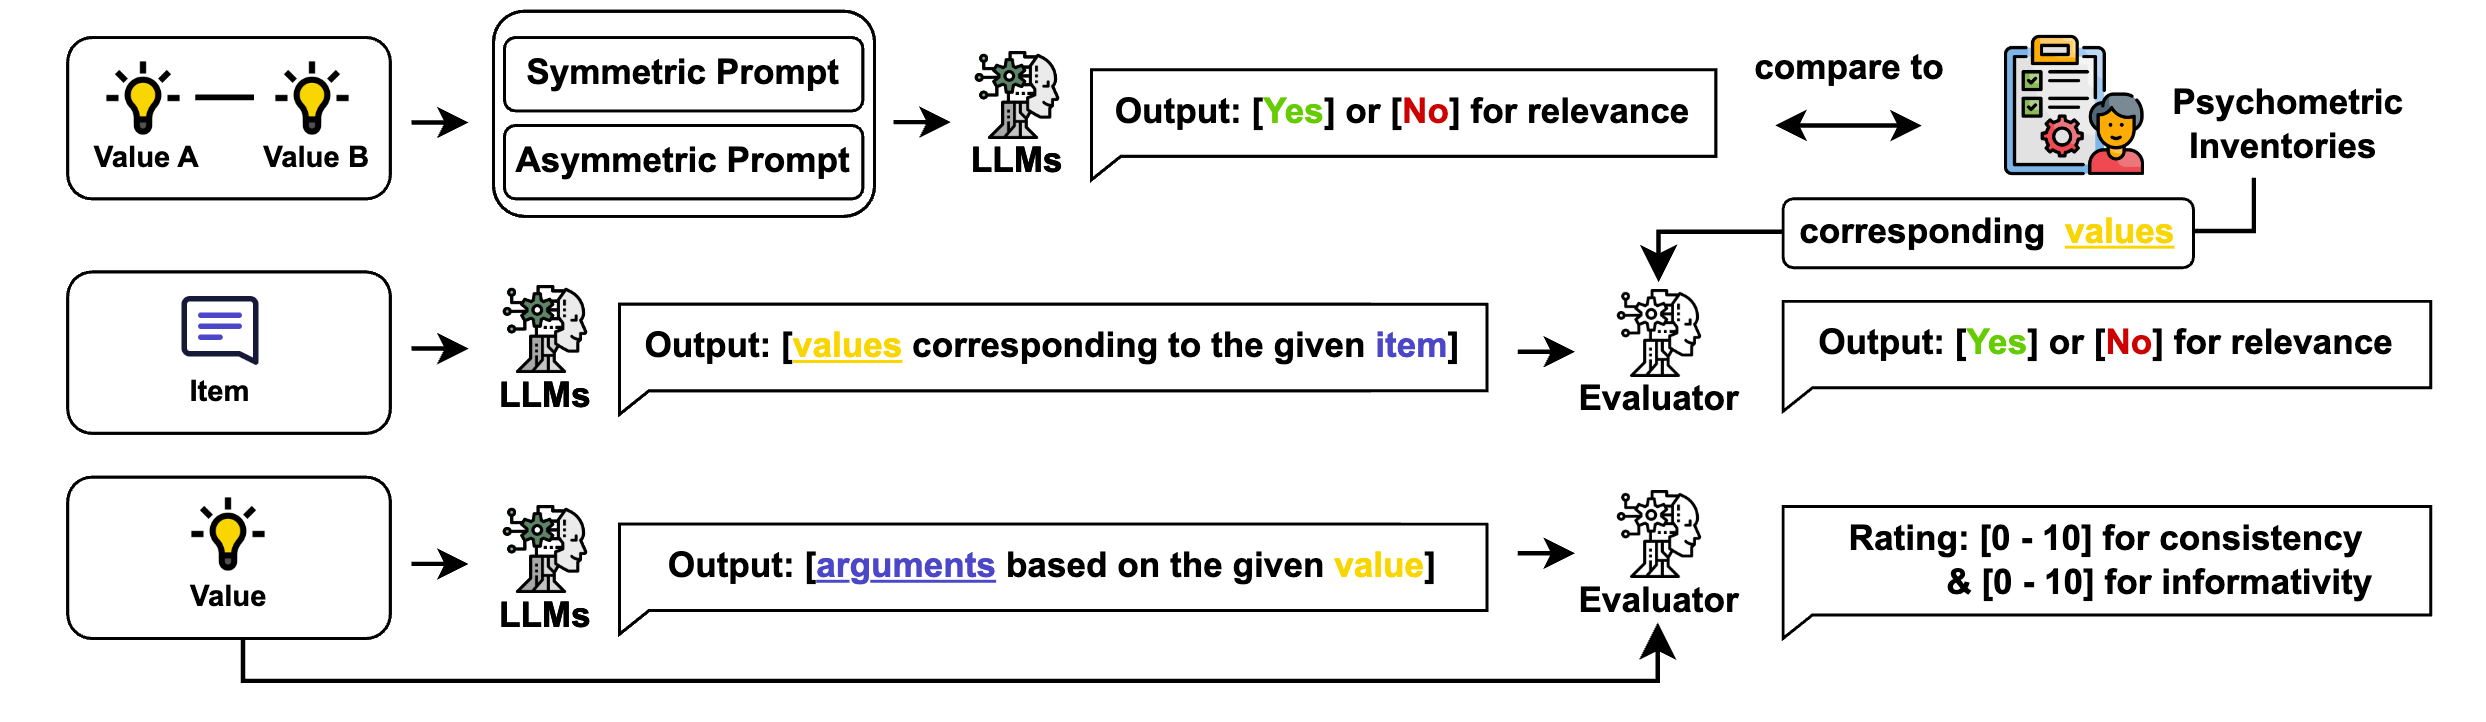 Value A
Value B
Symmetric Prompt
Asymmetric Prompt
LLMs
Output: [Yes] or [No] for relevance
compare to
Psychometric
Inventories
corresponding values
Item
LLMs
Output: [values corresponding to the given item]
Evaluator
Output: [Yes] or [No] for relevance
Value
LLMs
Output: [arguments based on the given value]
Evaluator
Rating: [0 - 10] for consistency
& [0 - 10] for informativity